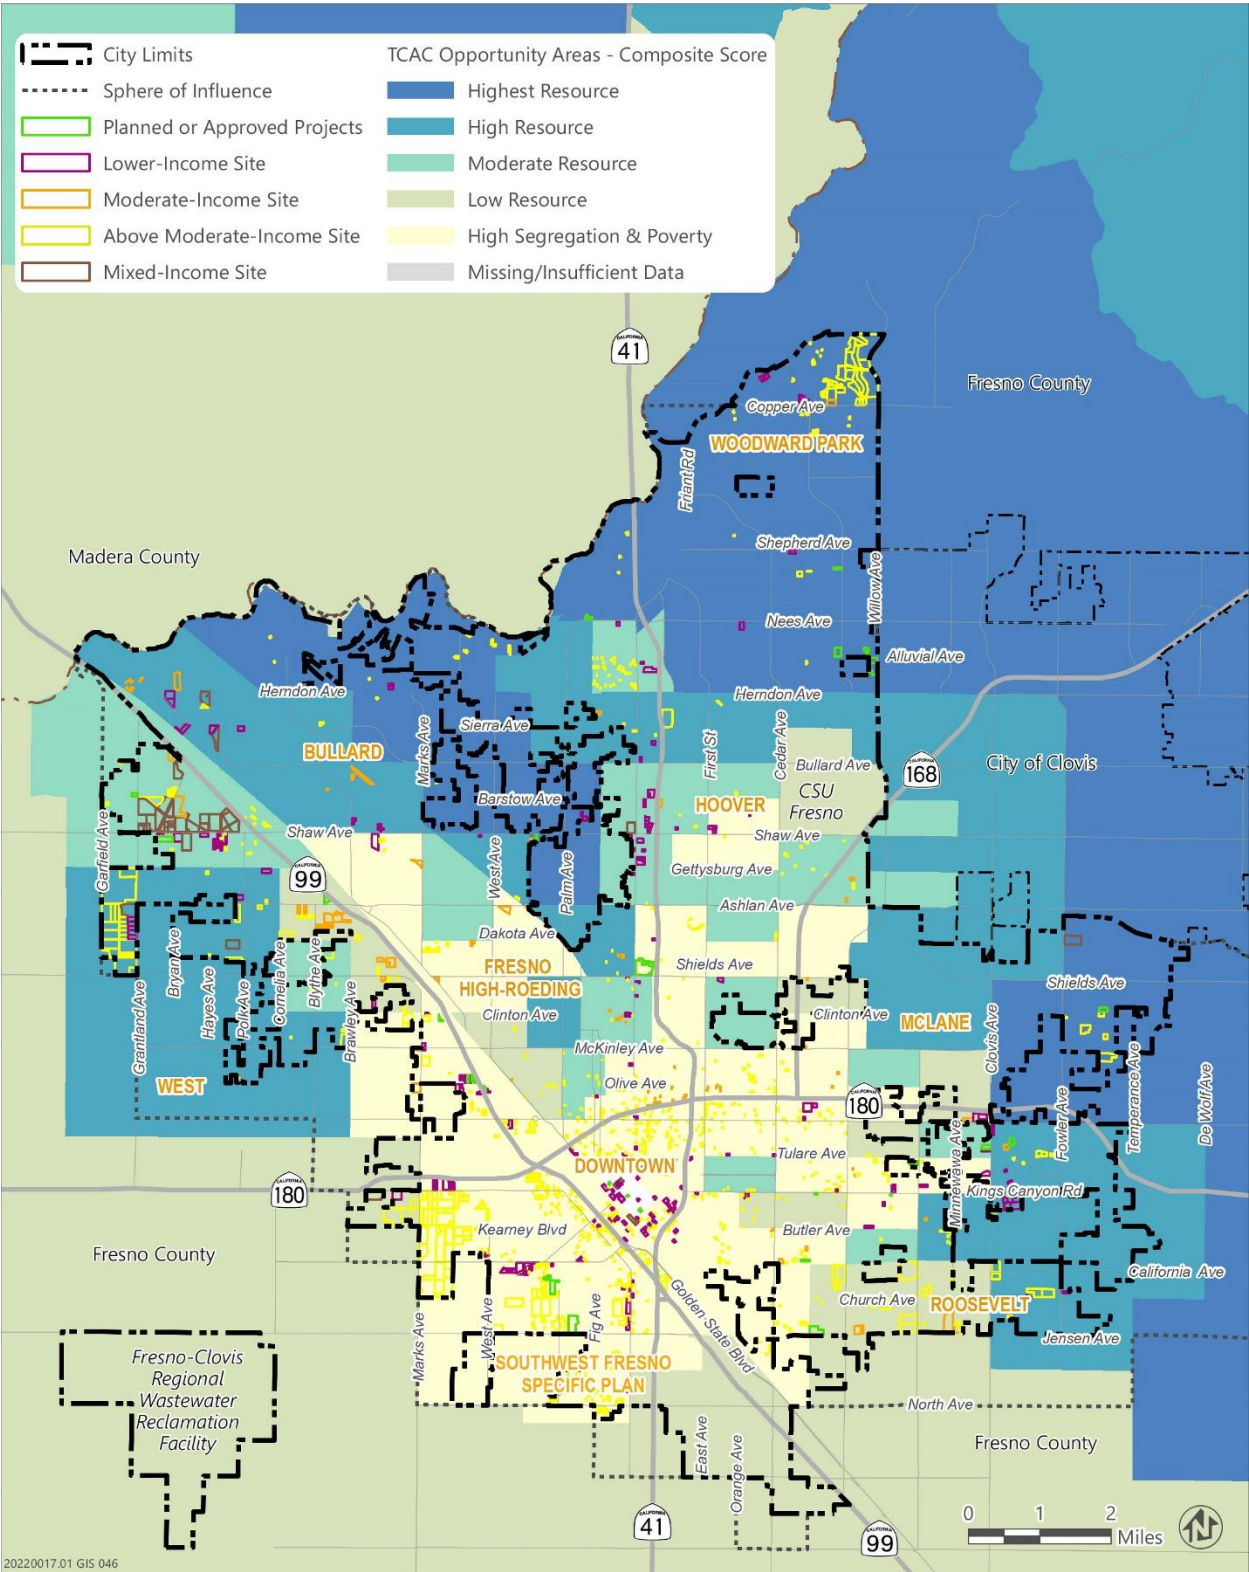 City Limits
Sphere of Influence
Planned or Approved Projects
Lower-Income Site
Moderate-Income Site
Above Moderate-Income Site
Mixed-Income Site
TCAC Opportunity Areas - Composite Score
Highest Resource
High Resource
Moderate Resource
Low Resource
High Segregation & Poverty
Missing/Insufficient Data
CALIFORNIA
41
Fresno County
Copper Ave
WOODWARD PARK
Friant Rd
Shepherd Ave
Madera County
Willow Ave
Nees Ave
Alluvial Ave
Herndon Ave
Herndon Ave
Sierra Ave
Marks Ave
BULLARD
First St
Cedar Ave
Bullard Ave
CALIFORNIA
168
City of Clovis
CSU
Fresno
Barstow Ave
HOOVER
Shaw Ave
Shaw Ave
Garfield Ave
CALIFORNIA
99
West Ave
Palm Ave
Gettysburg Ave
Ashlan Ave
Dakota Ave
Bryan Ave
Hayes Ave
Polk Ave
Cornelia Ave
Blythe Ave
FRESNO
HIGH-ROEDING
Shields Ave
Shields Ave
Grantland Ave
Brawley Ave
Clinton Ave
Clinton Ave
MCLANE
Clovis Ave
McKinley Ave
WEST
Olive Ave
CALIFORNIA
180
Fowler Ave
Temperance Ave
De Wolf Ave
Minnewawa Ave
DOWNTOWN
Tulare Ave
CALIFORNIA
180
Kings Canyon Rd
Kearney Blvd
Butler Ave
Fresno County
California Ave
Golden-State Blvd
Church Ave
ROOSEVELT
Marks Ave
West Ave
Fig Ave
Jensen Ave
Fresno-Clovis
Regional
Wastewater
Reclamation
Facility
SOUTHWEST FRESNO
SPECIFIC PLAN
North Ave
East Ave
Orange Ave
Fresno County
CALIFORNIA
41
CALIFORNIA
99
0 1 2
Miles
N
20220017.01 GIS 046